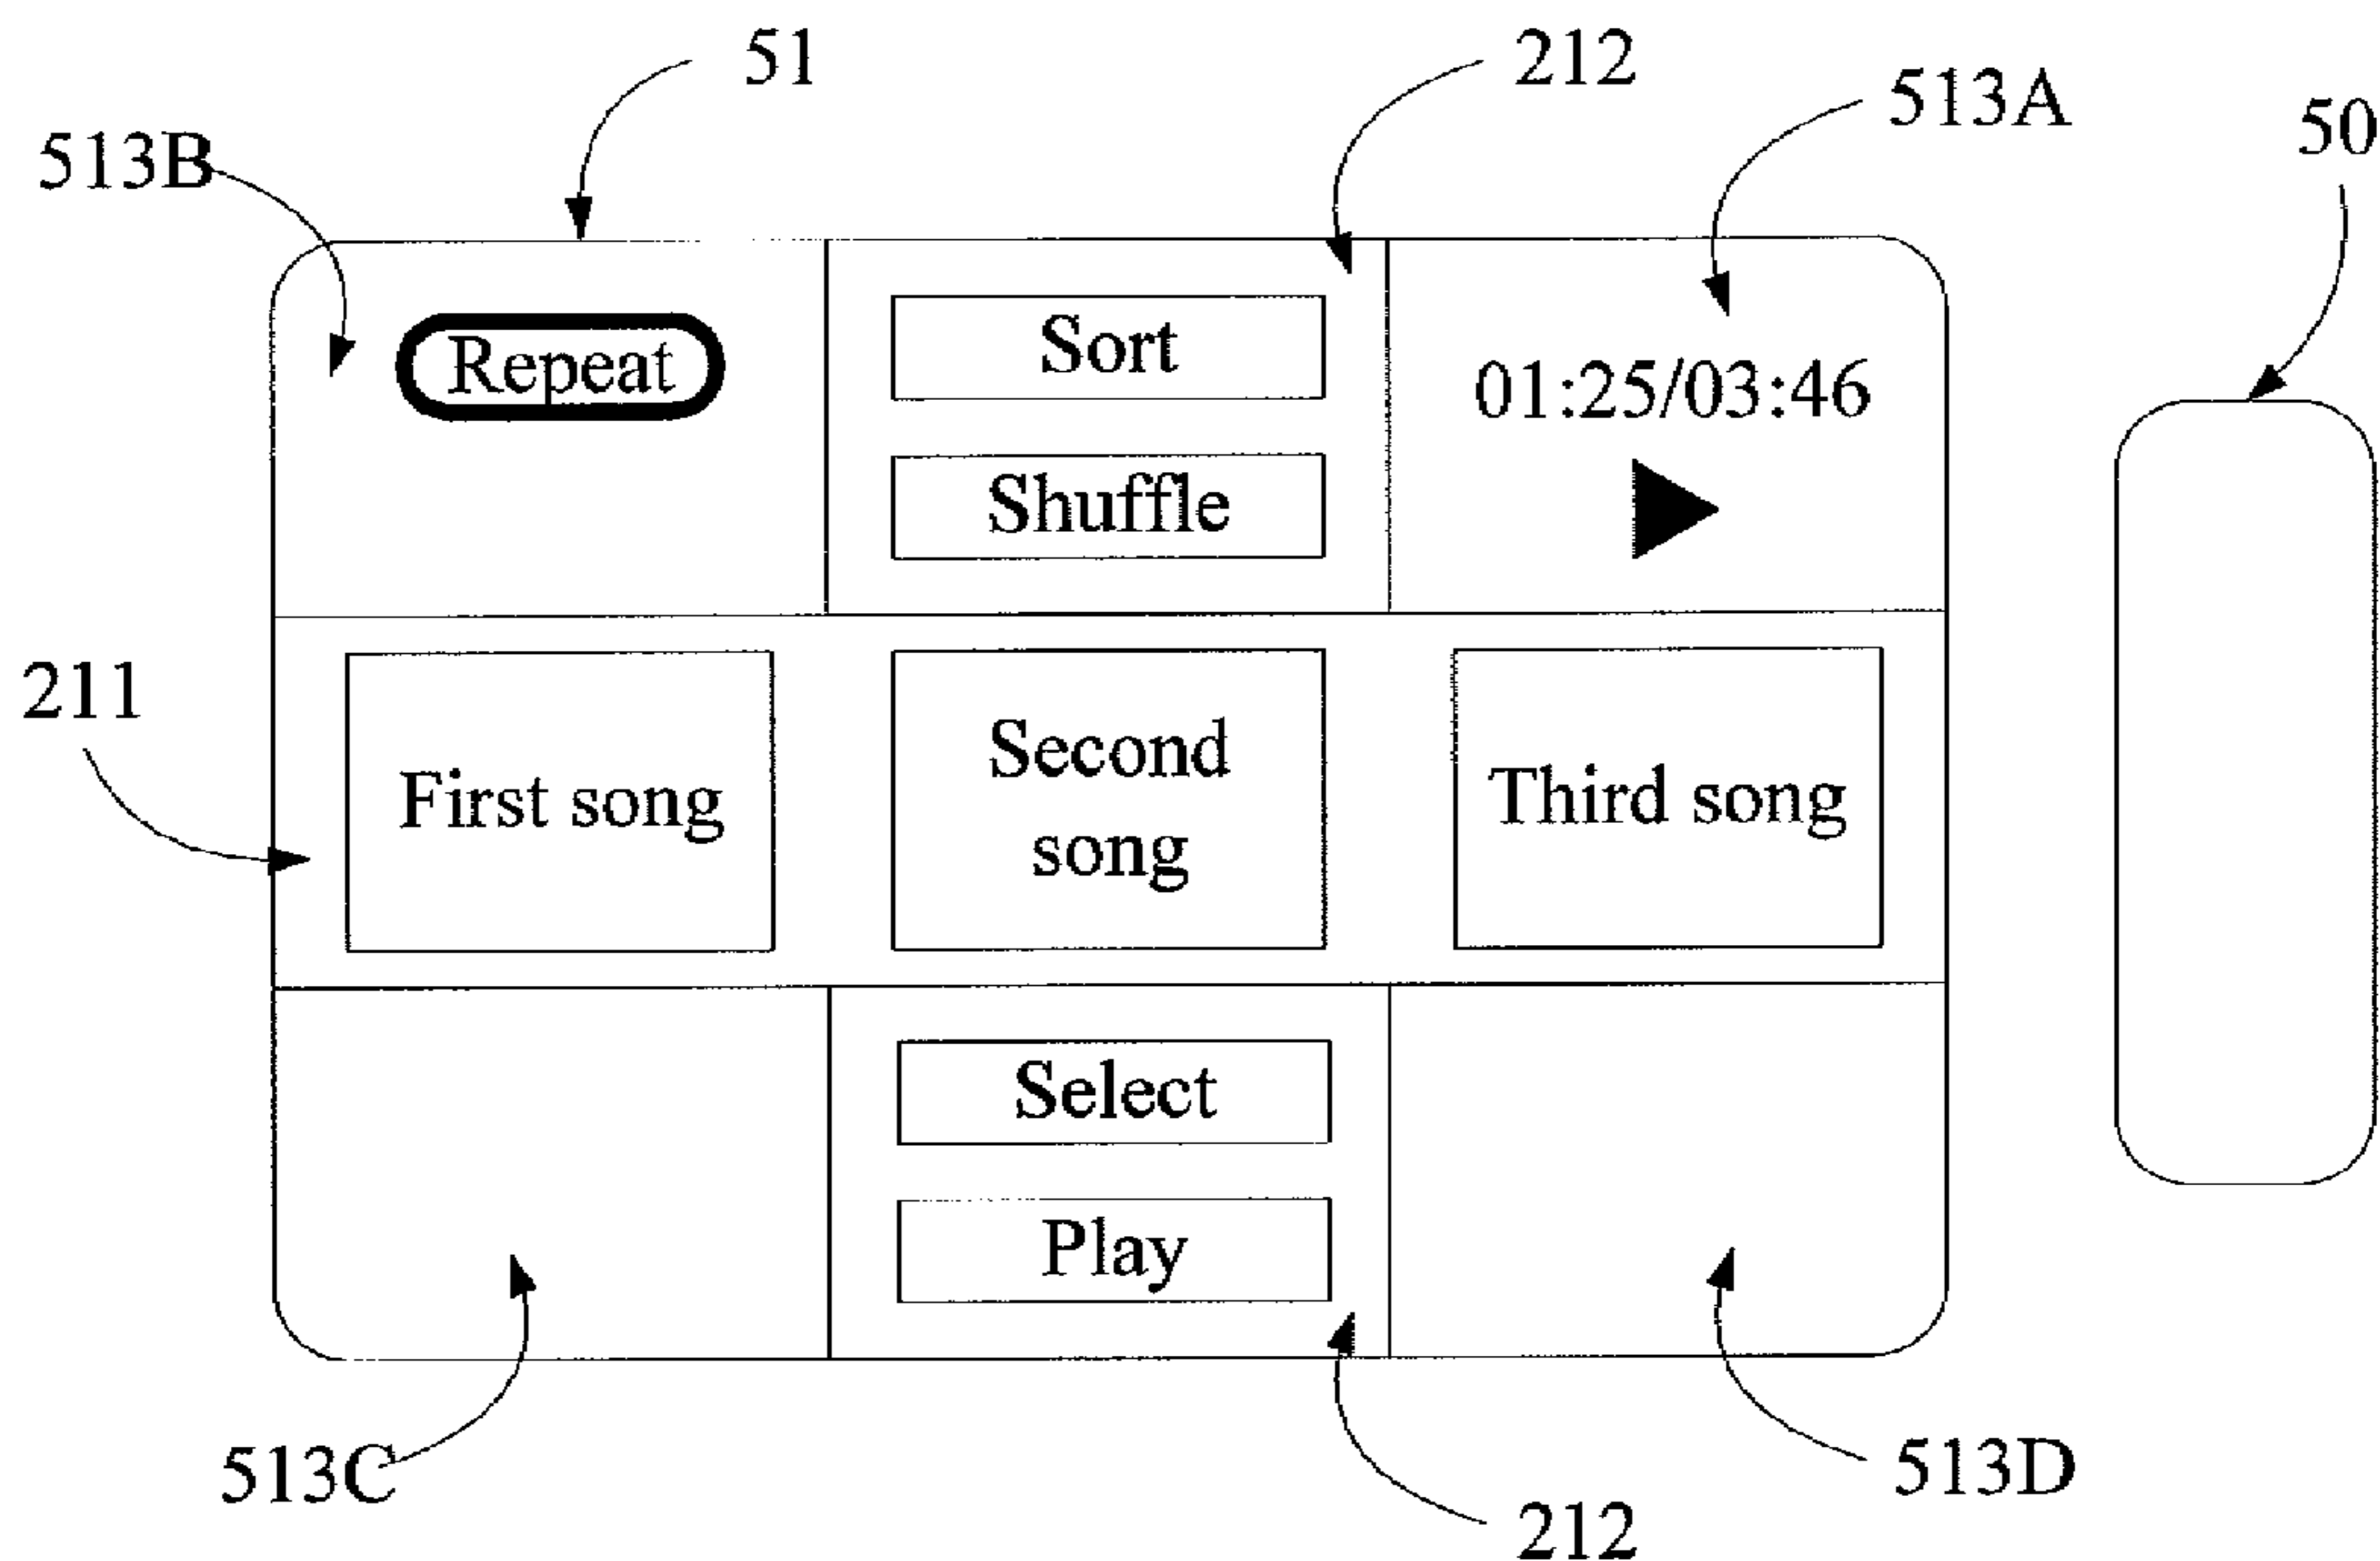 51
212
513A
50
513B
Repeat
Sort
01:25/03:46
Shuffle
211
First song
Second
song
Third song
Select
Play
513C
513D
212